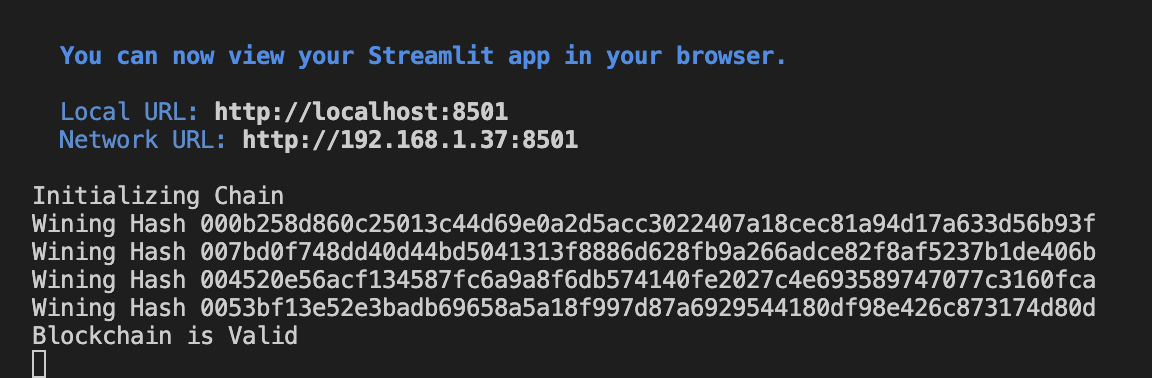 You can now view your Streamlit app in your browser.
Local URL: http://localhost:8501
Network URL: http://192.168.1.37:8501
Initializing Chain
Wining Hash 000b258d860c25013c44d69e0a2d5acc3022407a18cec81a94d17a633d56b93f
Wining Hash 007bd0f748dd40d44bd5041313f8886d628fb9a266adce82f8af5237b1de406b
Wining Hash 004520e56acf134587fc6a9a8f6db574140fe2027c4e693589747077c3160fca
Wining Hash 0053bf13e52e3badb69658a5a18f997d87a6929544180df98e426c873174d80d
Blockchain is Valid